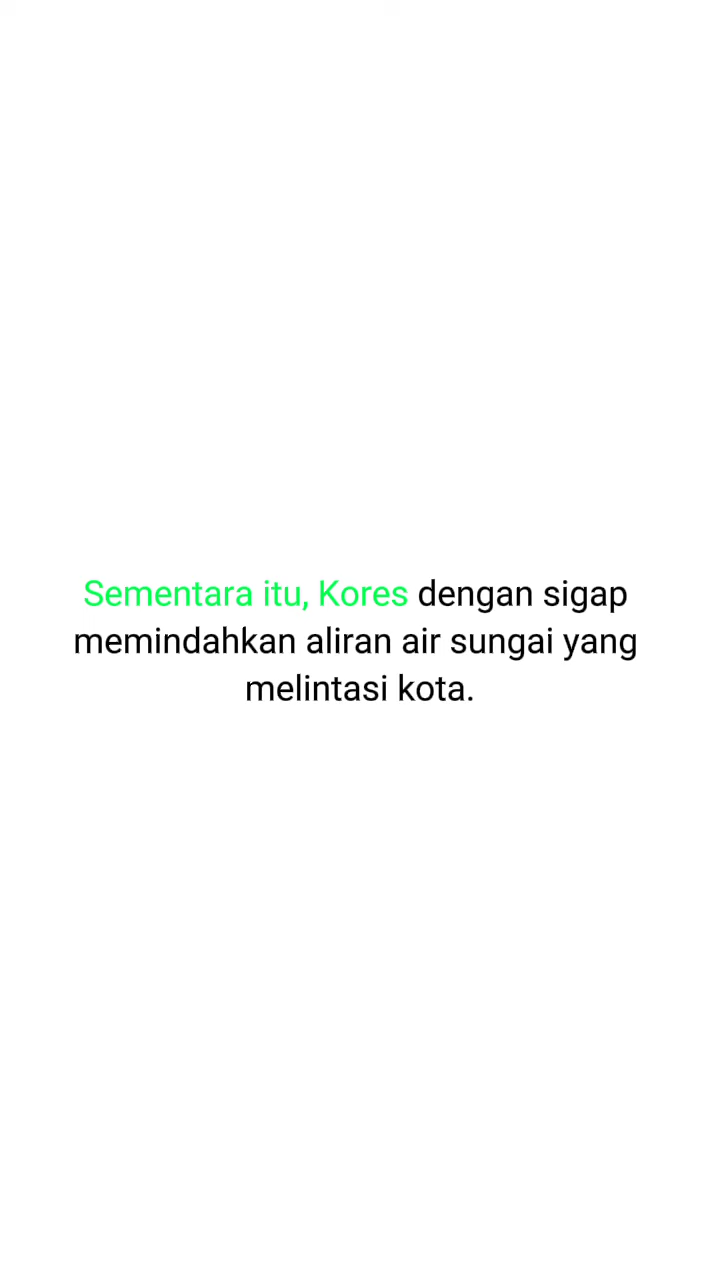 Sementara itu, Kores dengan sigap
memindahkan aliran air sungai yang
melintasi kota.